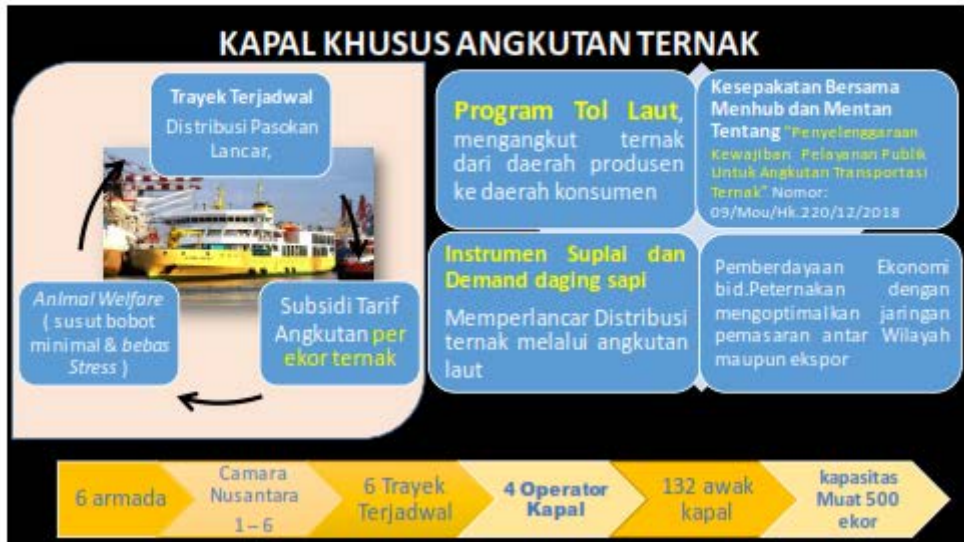 KAPAL KHUSUS ANGKUTAN TERNAK
Trayek Terjadwal
Distribusi Pasokan
Lancar,
Animal Welfare
( susut bobot
minimal & bebas
Stress )
Subsidi Tarif
Angkutan per
ekor ternak
Program Tol Laut,
mengangkut ternak
dari daerah produsen
ke daerah konsumen
Kesepakatan Bersama
Menhub dan Mentan
Tentang "Penyelenggaraan
Kewajiban Pelayanan Publik
Untuk Angkutan Transportasi
Ternak" Nomor:
09/Mou/Hk.220/12/2018
Instrumen Suplai dan
Demand daging sapi
Memperlancar Distribusi
ternak melalui angkutan
laut
Pemberdayaan Ekonomi
bid.Peternakan dengan
mengoptimalkan jaringan
pemasaran antar Wilayah
maupun ekspor
6 armada
Camara
Nusantara
1 – 6
6 Trayek
Terjadwal
4 Operator
Kapal
132 awak
kapal
kapasitas
Muat 500
ekor